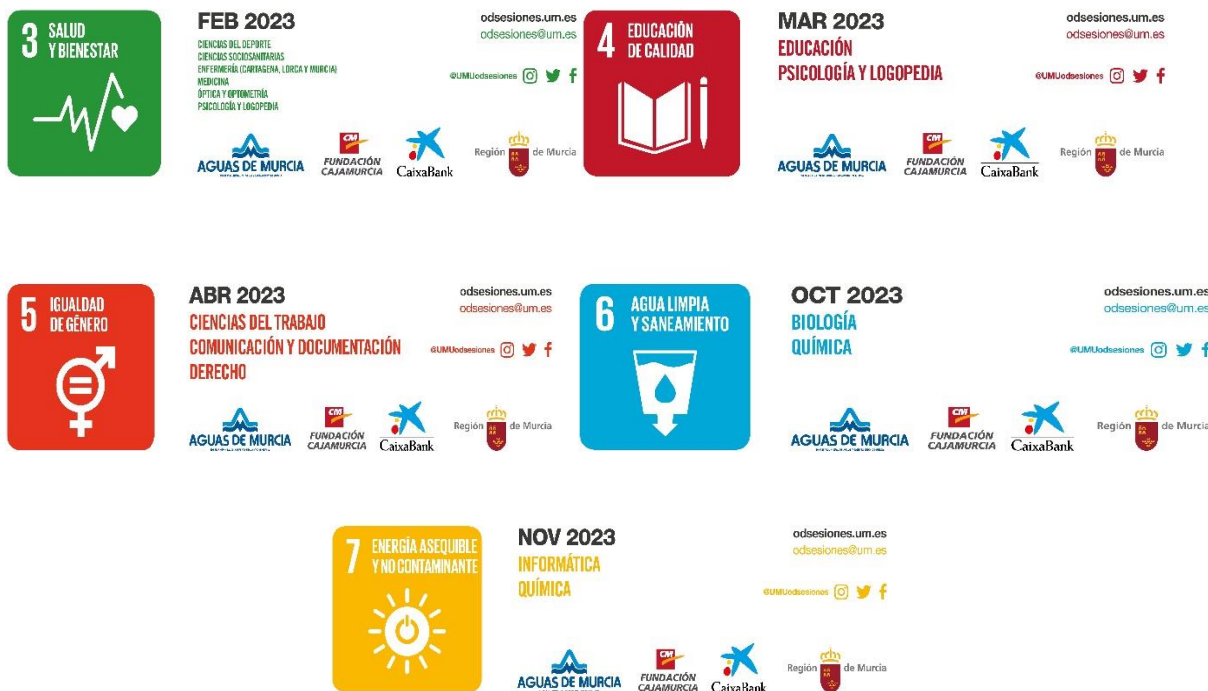 3 SALUD
Y BIENESTAR
FEB 2023
CIENCIAS DEL DEPORTE
CIENCIAS SOCIOSANITARIAS
ENFERMERÍA (CARTAGENA, LORCA Y MURCIA)
MEDICINA
ÓPTICA Y OPTOMETRÍA
PSICOLOGÍA Y LOGOPEDIA
odsesiones.um.es
odsesiones@um.es
@UMUodsesiones
AGUAS DE MURCIA
CM
FUNDACIÓN
CAJAMURCIA
CaixaBank
Región de Murcia
4 EDUCACIÓN
DE CALIDAD
MAR 2023
EDUCACIÓN
PSICOLOGÍA Y LOGOPEDIA
odsesiones.um.es
odsesiones@um.es
@UMUodsesiones
AGUAS DE MURCIA
CM
FUNDACIÓN
CAJAMURCIA
CaixaBank
Región de Murcia
5 IGUALDAD
DE GÉNERO
ABR 2023
CIENCIAS DEL TRABAJO
COMUNICACIÓN Y DOCUMENTACIÓN
DERECHO
odsesiones.um.es
odsesiones@um.es
@UMUodsesiones
AGUAS DE MURCIA
CM
FUNDACIÓN
CAJAMURCIA
CaixaBank
Región de Murcia
6 AGUA LIMPIA
Y SANEAMIENTO
OCT 2023
BIOLOGÍA
QUÍMICA
odsesiones.um.es
odsesiones@um.es
@UMUodsesiones
AGUAS DE MURCIA
CM
FUNDACIÓN
CAJAMURCIA
CaixaBank
Región de Murcia
7 ENERGÍA ASEQUIBLE
Y NO CONTAMINANTE
NOV 2023
INFORMÁTICA
QUÍMICA
odsesiones.um.es
odsesiones@um.es
@UMUodsesiones
AGUAS DE MURCIA
CM
FUNDACIÓN
CAJAMURCIA
CaixaBank
Región de Murcia